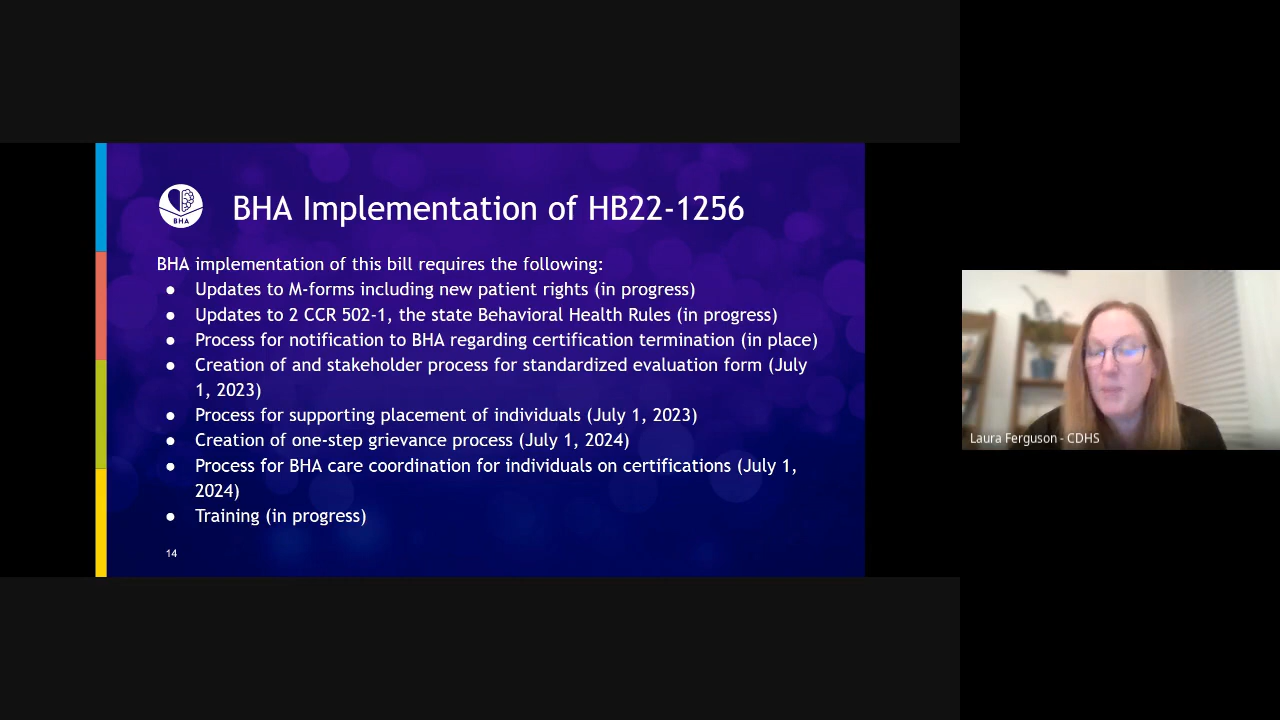 BHA
BHA Implementation of HB22-1256
BHA implementation of this bill requires the following:
● Updates to M-forms including new patient rights (in progress)
● Updates to 2 CCR 502-1, the state Behavioral Health Rules (in progress)
● Process for notification to BHA regarding certification termination (in place)
● Creation of and stakeholder process for standardized evaluation form (July
1, 2023)
● Process for supporting placement of individuals (July 1, 2023)
● Creation of one-step grievance process (July 1, 2024)
● Process for BHA care coordination for individuals on certifications (July 1,
2024)
● Training (in progress)
14
Laura Ferguson - CDHS